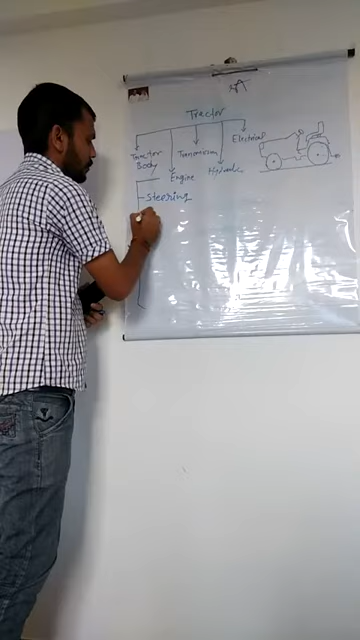 Tractor
Electrical
Tractor Body
Transmission
Engine
Hydraulic
Steering